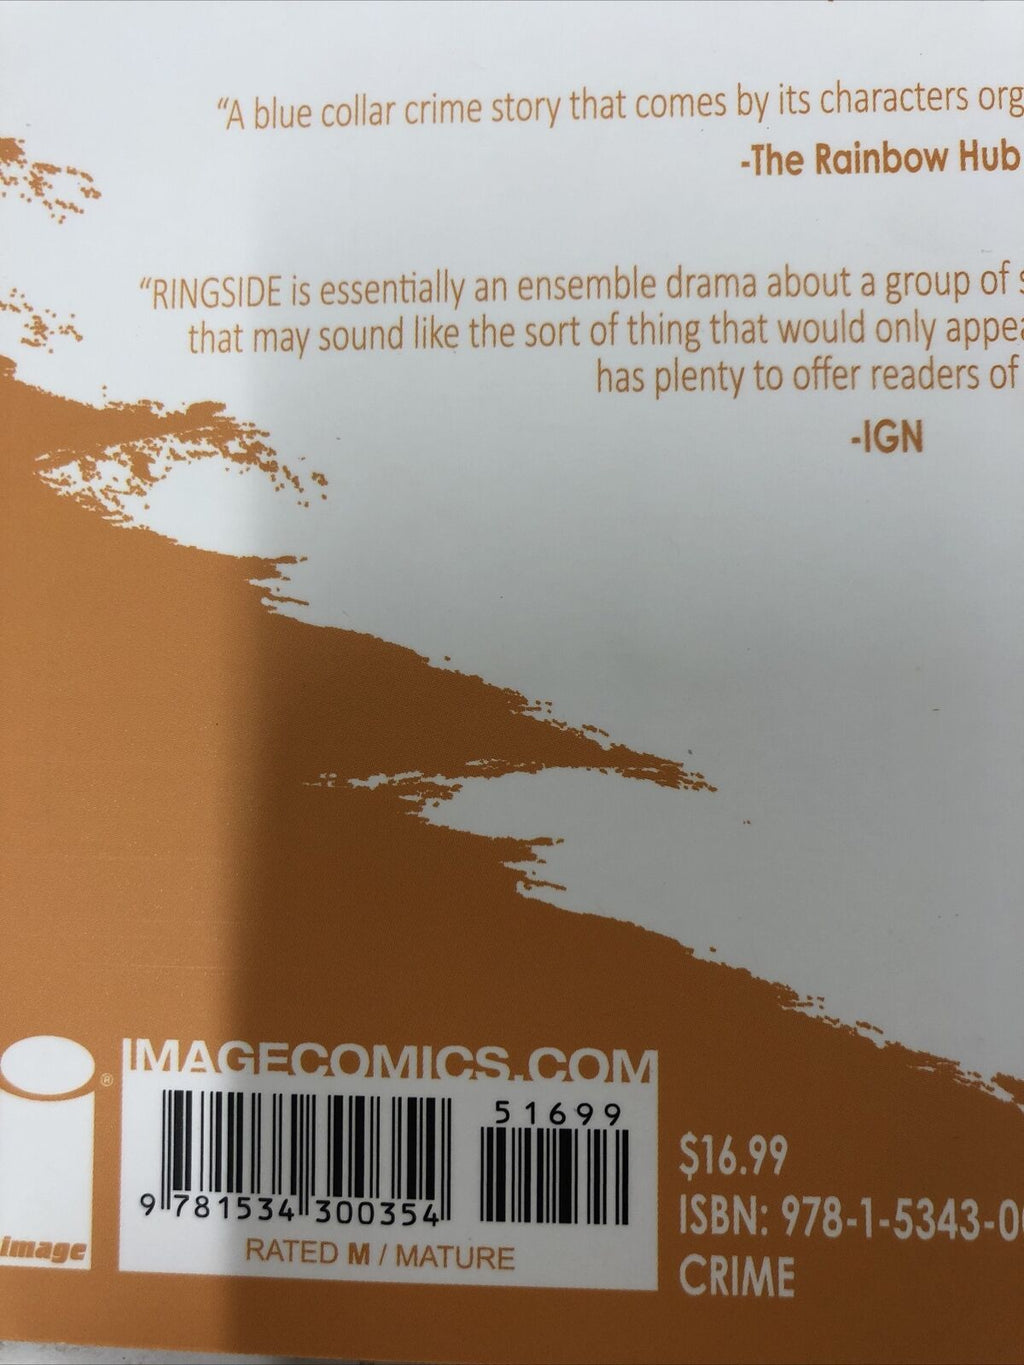 “A blue collar crime story that comes by its characters org
-The Rainbow Hub
“RINGSIDE is essentially an ensemble drama about a group of s
that may sound like the sort of thing that would only appea
has plenty to offer readers of
-IGN
IMAGECOMICS.COM
51699
9 781534 300354
RATED M / MATURE
$16.99
ISBN: 978-1-5343-0
CRIME
®
image